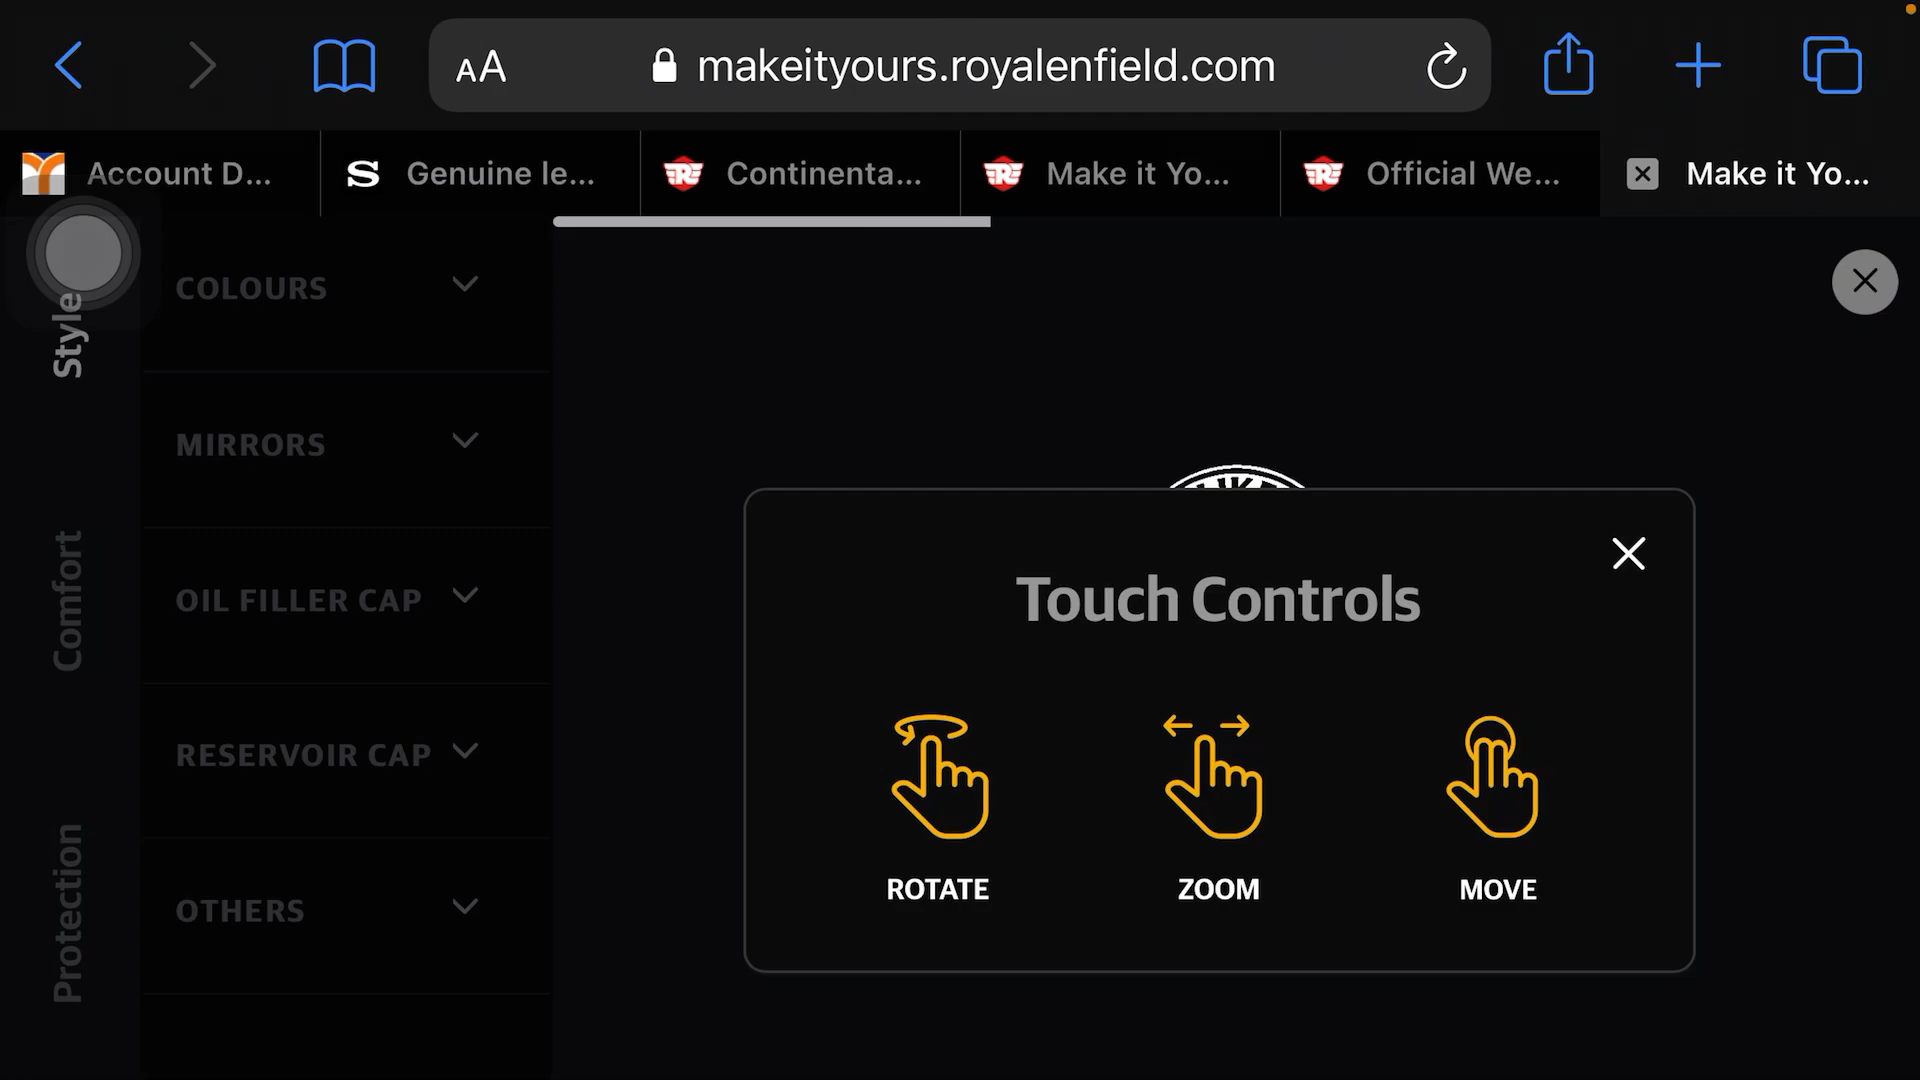 AA makeityours.royalenfield.com
Account D... Genuine le... Continenta... Make it Yo... Official We... Make it Yo...
Style
Comfort
Protection
COLOURS
MIRRORS
OIL FILLER CAP
RESERVOIR CAP
OTHERS
Touch Controls
ROTATE ZOOM MOVE